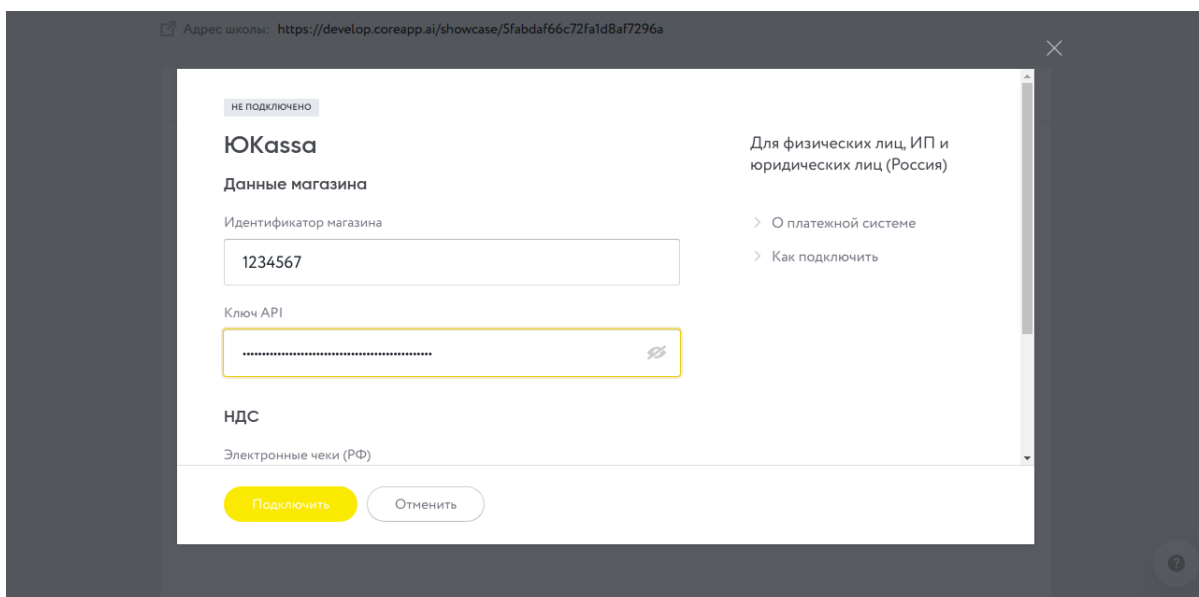 Адрес школы: https://develop.coreapp.ai/showcase/5fabdaf66c72fa1d8af7296a
НЕ ПОДКЛЮЧЕНО
ЮKassa
Данные магазина
Идентификатор магазина
1234567
Ключ API
НДС
Электронные чеки (РФ)
Подключить
Отменить
Для физических лиц, ИП и
юридических лиц (Россия)
О платежной системе
Как подключить
?